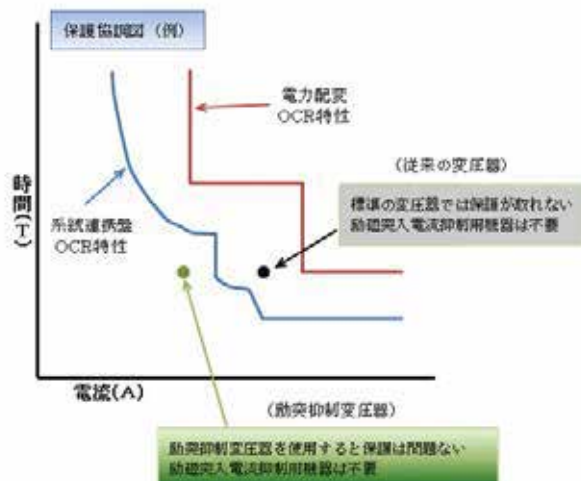 保護協調図（例）
電力配変
OCR特性
（従来の変圧器）
標準の変圧器では保護が取れない
励磁突入電流抑制用機器は不要
系統連携盤
OCR特性
時間(T)
電流(A)
（励突抑制変圧器）
励突抑制変圧器を使用すると保護は問題ない
励磁突入電流抑制用機器は不要